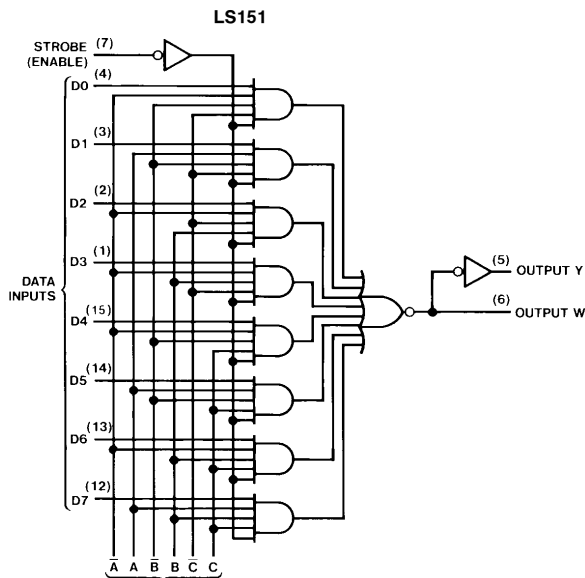 LS151
STROBE
(ENABLE)
(7)
D0 (4)
D1 (3)
D2 (2)
D3 (1)
DATA
INPUTS
D4 (15)
D5 (14)
D6 (13)
D7 (12)
(5) OUTPUT Y
(6) OUTPUT W
A̅ A B̅ B C̅ C